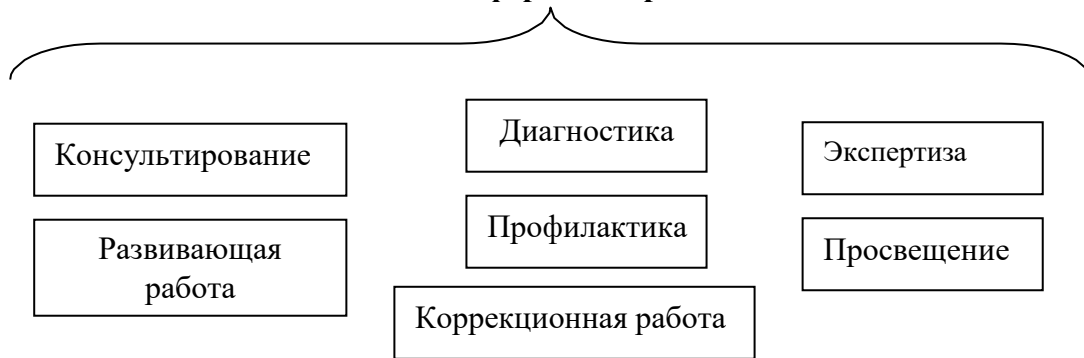 Консультирование
Диагностика
Экспертиза
Развивающая
работа
Профилактика
Просвещение
Коррекционная работа